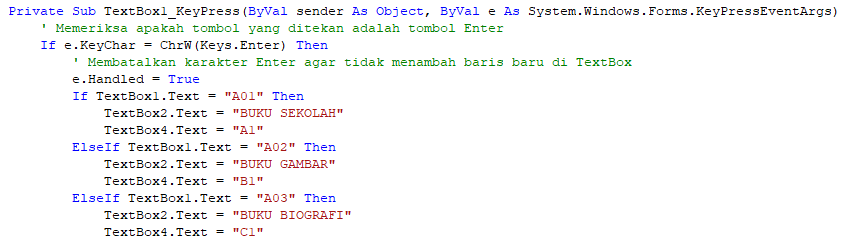 Private Sub TextBox1_KeyPress(ByVal sender As Object, ByVal e As System.Windows.Forms.KeyPressEventArgs)
' Memeriksa apakah tombol yang ditekan adalah tombol Enter
If e.KeyChar = ChrW(Keys.Enter) Then
' Membatalkan karakter Enter agar tidak menambah baris baru di TextBox
e.Handled = True
If TextBox1.Text = "A01" Then
TextBox2.Text = "BUKU SEKOLAH"
TextBox4.Text = "A1"
ElseIf TextBox1.Text = "A02" Then
TextBox2.Text = "BUKU GAMBAR"
TextBox4.Text = "B1"
ElseIf TextBox1.Text = "A03" Then
TextBox2.Text = "BUKU BIOGRAFI"
TextBox4.Text = "C1"